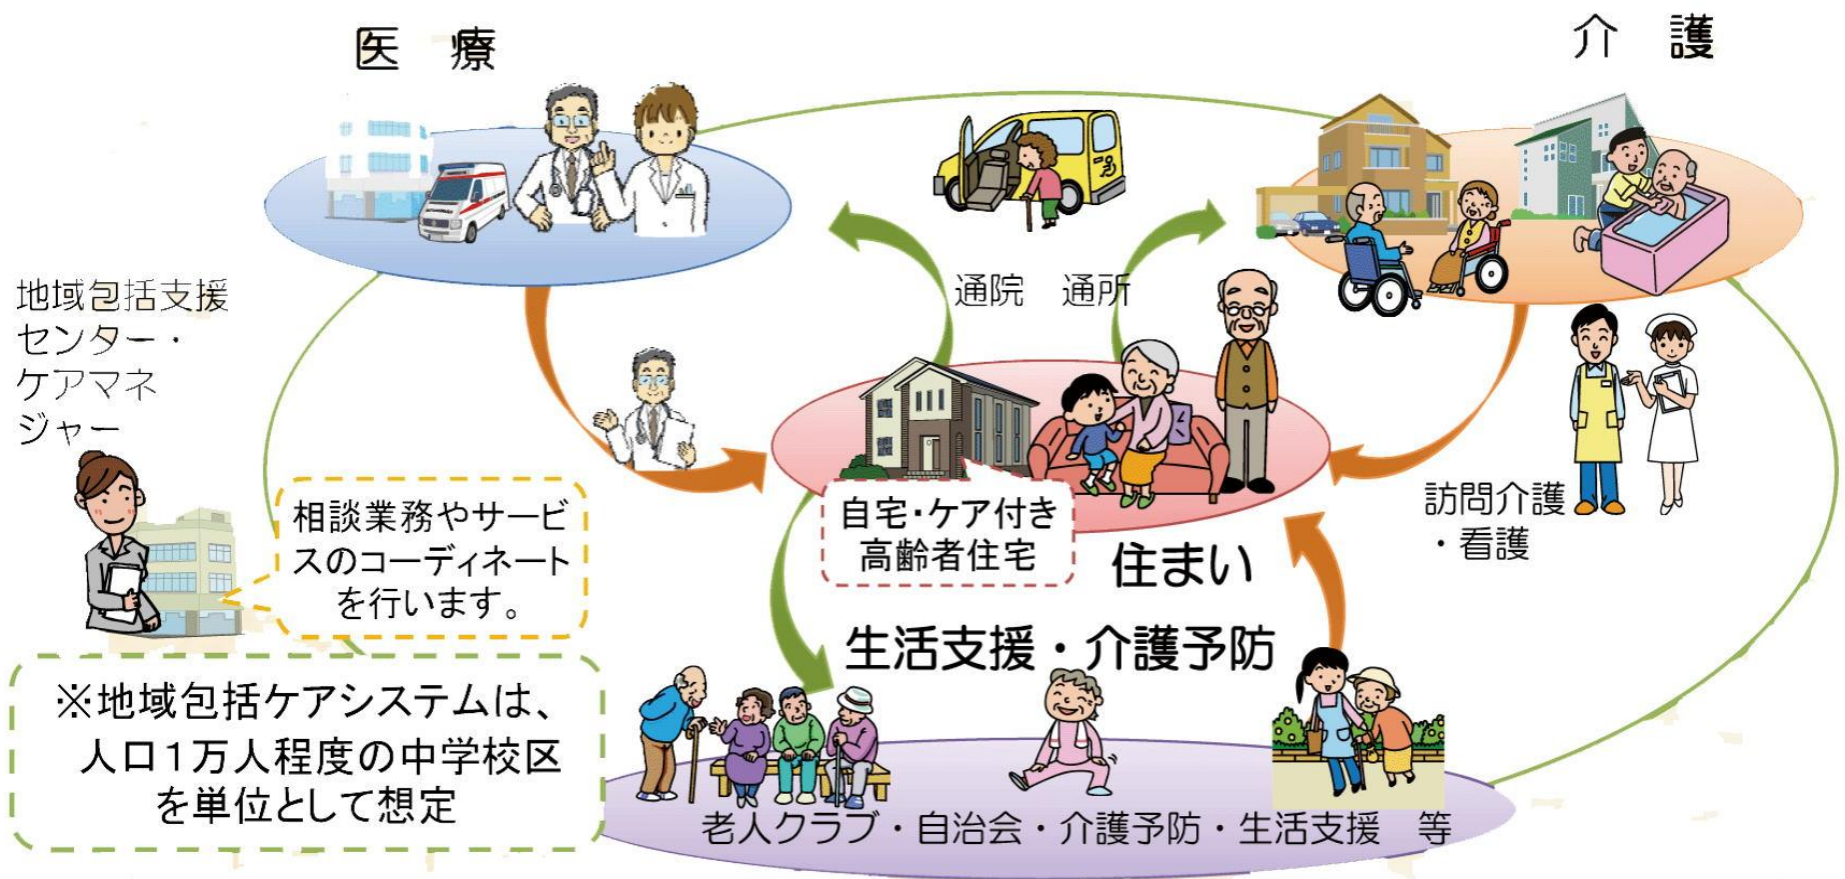 医 療
介 護
通院 通所
地域包括支援
センター・
ケアマネ
ジャー
相談業務やサービ
スのコーディネート
を行います。
自宅・ケア付き
高齢者住宅
住まい
訪問介護
・看護
生活支援・介護予防
※地域包括ケアシステムは、
人口1万人程度の中学校区
を単位として想定
老人クラブ・自治会・介護予防・生活支援 等